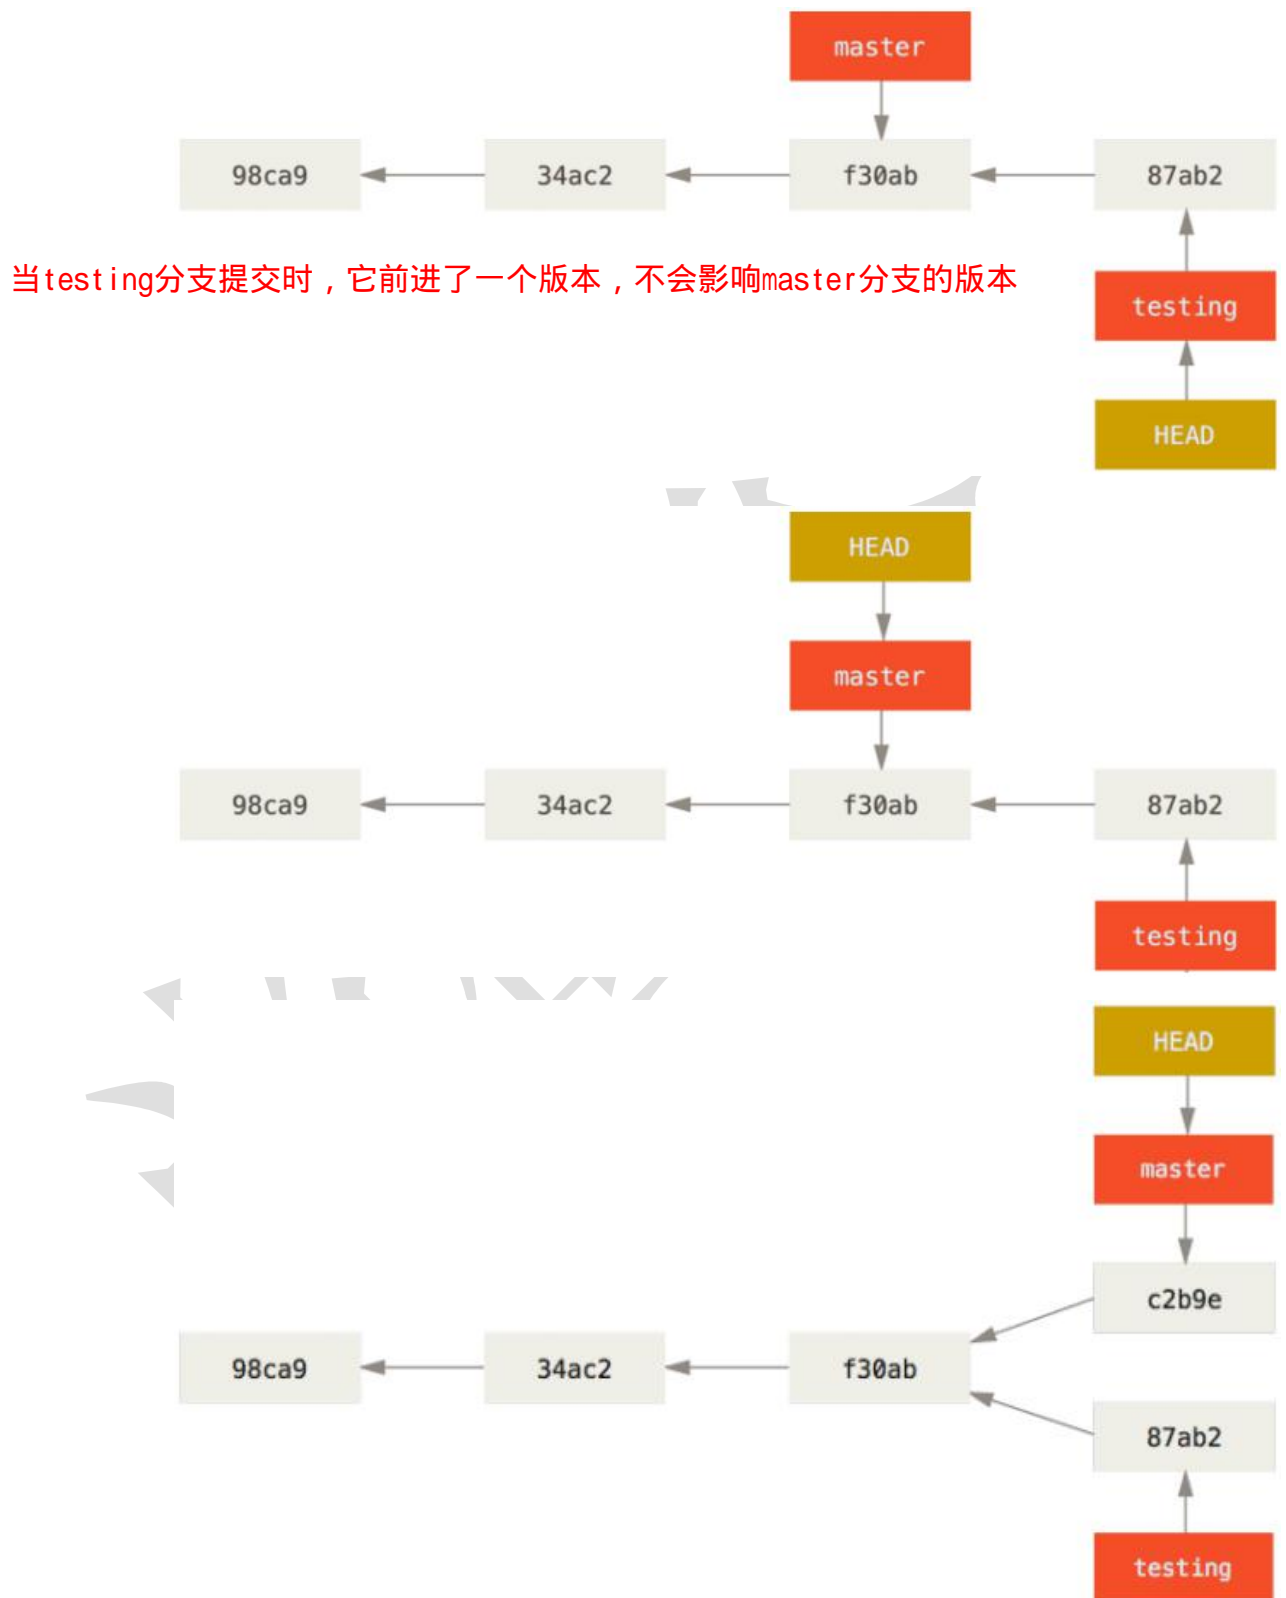 master
98ca9 34ac2 f30ab 87ab2
当testing分支提交时，它前进了一个版本，不会影响master分支的版本
testing
HEAD
HEAD
master
98ca9 34ac2 f30ab 87ab2
testing
HEAD
master
c2b9e
98ca9 34ac2 f30ab
87ab2
testing